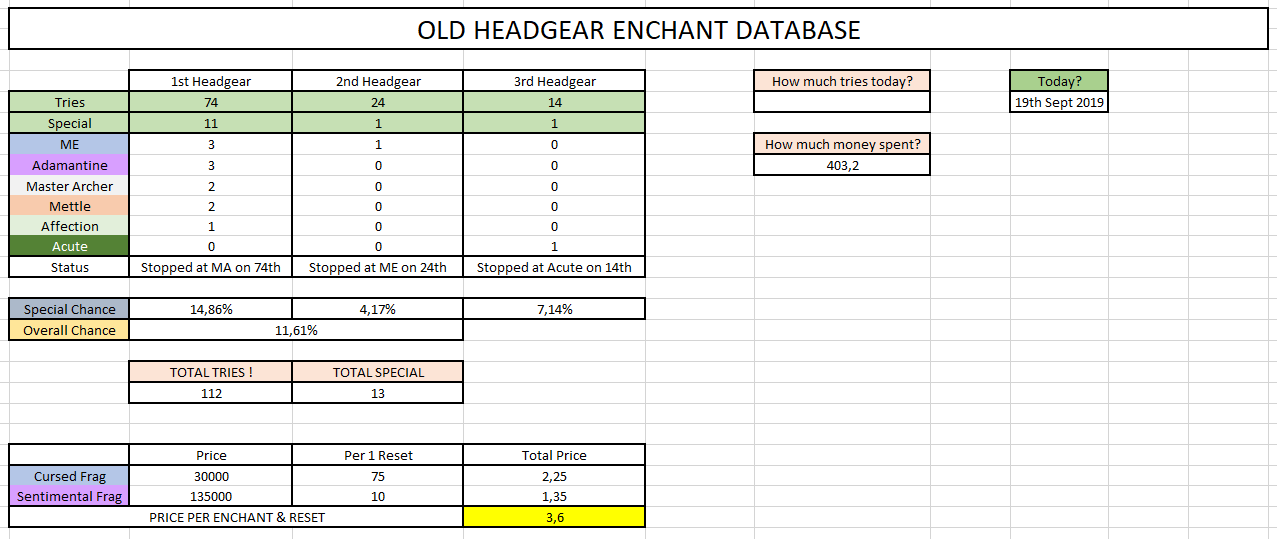 OLD HEADGEAR ENCHANT DATABASE
1st Headgear 2nd Headgear 3rd Headgear How much tries today? Today?
Tries 74 24 14 19th Sept 2019
Special 11 1 1
ME 3 1 0 How much money spent?
Adamantine 3 0 0 403,2
Master Archer 2 0 0
Mettle 2 0 0
Affection 1 0 0
Acute 0 0 1
Status Stopped at MA on 74th Stopped at ME on 24th Stopped at Acute on 14th
Special Chance 14,86% 4,17% 7,14%
Overall Chance 11,61%
TOTAL TRIES ! TOTAL SPECIAL
112 13
Price Per 1 Reset Total Price
Cursed Frag 30000 75 2,25
Sentimental Frag 135000 10 1,35
PRICE PER ENCHANT & RESET 3,6